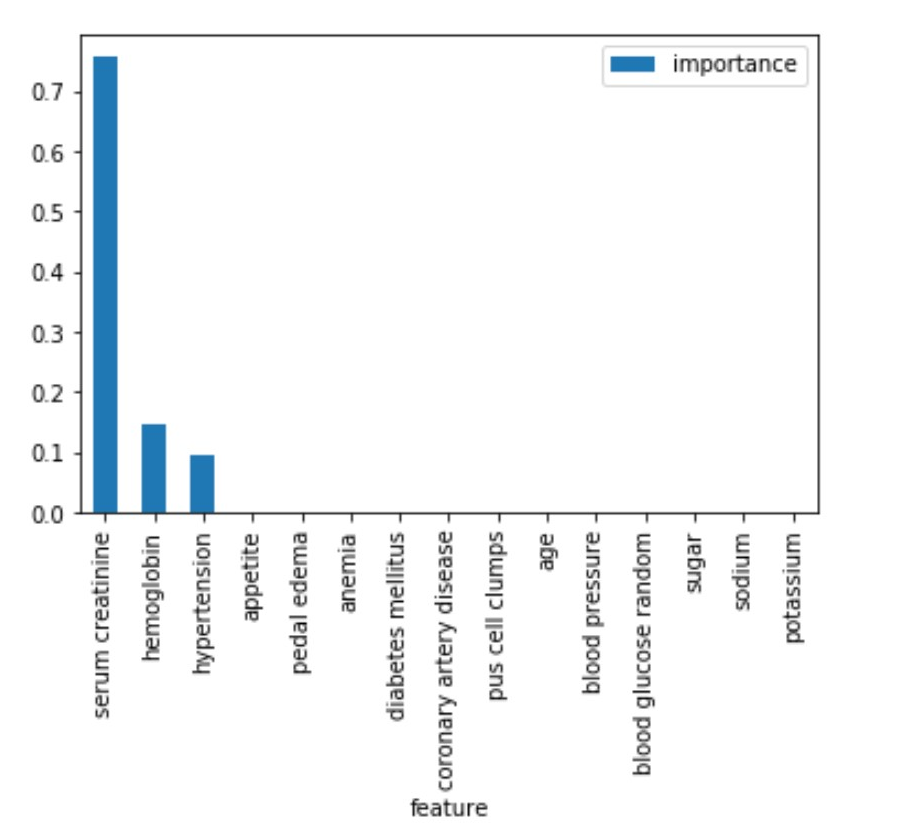 importance
0.7
0.6
0.5
0.4
0.3
0.2
0.1
0.0
serum creatinine
hemoglobin
hypertension
appetite
pedal edema
anemia
diabetes mellitus
coronary artery disease
pus cell clumps
age
blood pressure
blood glucose random
sugar
sodium
potassium
feature